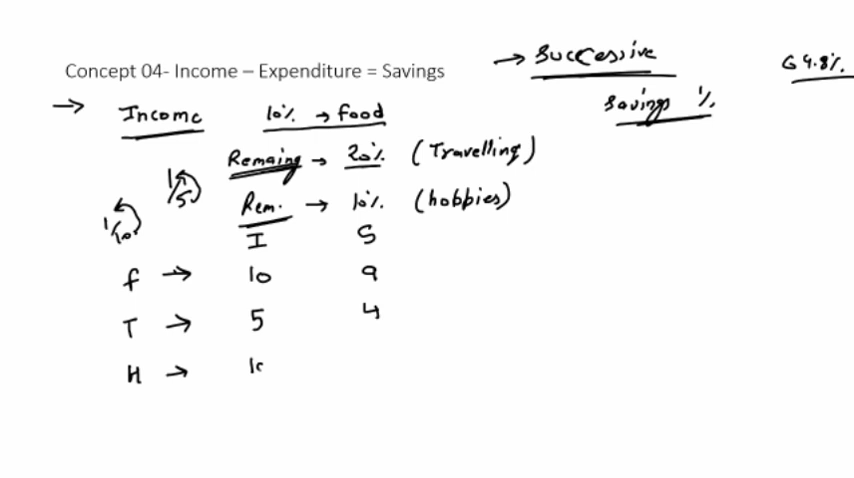 → Successive
64.8%
Concept 04- Income – Expenditure = Savings
Savings %
→ Income 10% → Food
Remaing → 20% (Travelling)
1/5
Rem. → 10% (hobbies)
1/10
I S
F → 10 9
T → 5 4
H → 10